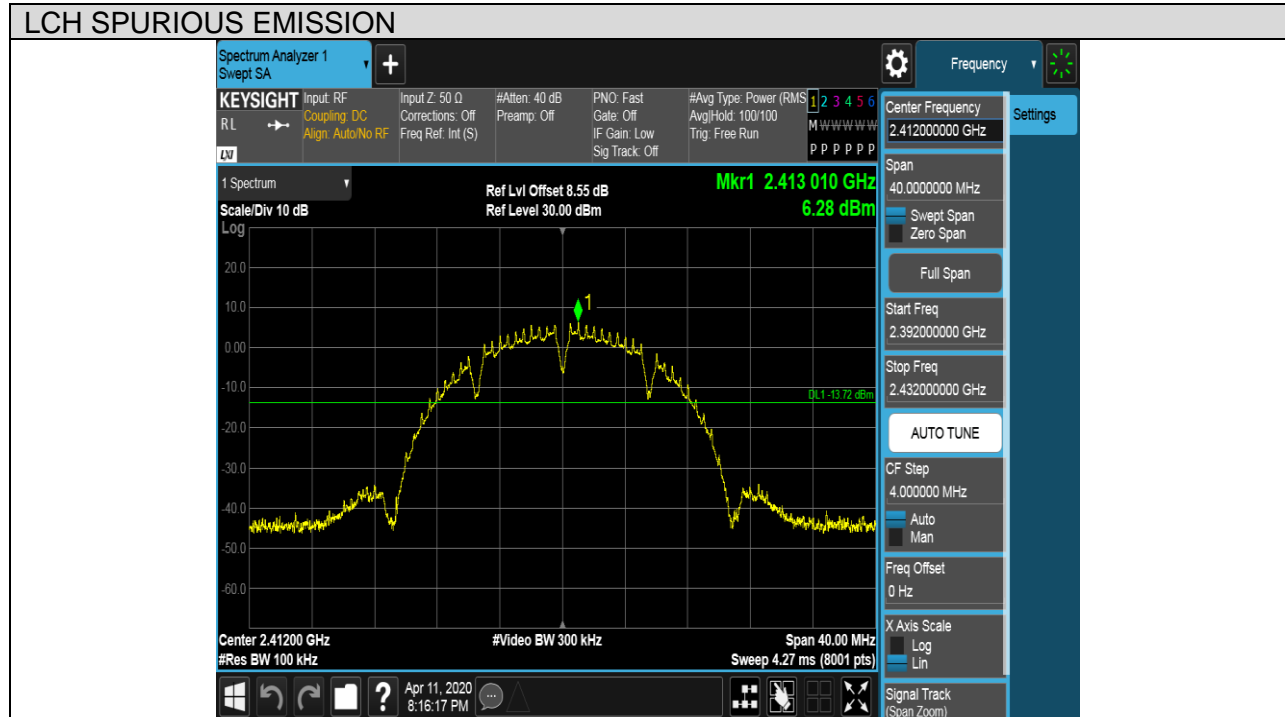 LCH SPURIOUS EMISSION
Spectrum Analyzer 1
Swept SA
+
Frequency
KEYSIGHT
RL
LXI
Input: RF
Coupling: DC
Align: Auto/No RF
Input Z: 50 Ω
Corrections: Off
Freq Ref: Int (S)
#Atten: 40 dB
Preamp: Off
PNO: Fast
Gate: Off
IF Gain: Low
Sig Track: Off
#Avg Type: Power (RMS
Avg|Hold: 100/100
Trig: Free Run
1 2 3 4 5 6
M W W W W W
P P P P P P
1 Spectrum
Scale/Div 10 dB
Log
Ref Lvl Offset 8.55 dB
Ref Level 30.00 dBm
Mkr1 2.413 010 GHz
6.28 dBm
20.0
10.0
0.00
-10.0
-20.0
-30.0
-40.0
-50.0
-60.0
1
DL1 -13.72 dBm
Center 2.41200 GHz
#Res BW 100 kHz
#Video BW 300 kHz
Span 40.00 MHz
Sweep 4.27 ms (8001 pts)
Center Frequency
2.412000000 GHz
Settings
Span
40.0000000 MHz
Swept Span
Zero Span
Full Span
Start Freq
2.392000000 GHz
Stop Freq
2.432000000 GHz
AUTO TUNE
CF Step
4.000000 MHz
Auto
Man
Freq Offset
0 Hz
X Axis Scale
Log
Lin
Signal Track
(Span Zoom)
?
Apr 11, 2020
8:16:17 PM